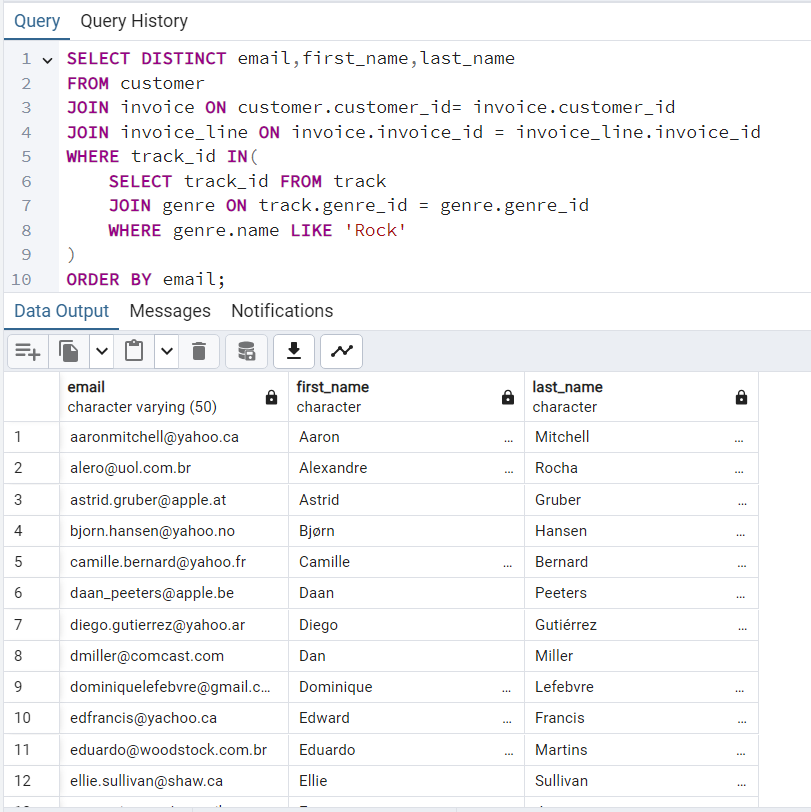 Query Query History
1 SELECT DISTINCT email,first_name,last_name
2 FROM customer
3 JOIN invoice ON customer.customer_id= invoice.customer_id
4 JOIN invoice_line ON invoice.invoice_id = invoice_line.invoice_id
5 WHERE track_id IN(
6 SELECT track_id FROM track
7 JOIN genre ON track.genre_id = genre.genre_id
8 WHERE genre.name LIKE 'Rock'
9 )
10 ORDER BY email;
Data Output Messages Notifications
email first_name last_name
character varying (50) character character
1 aaronmitchell@yahoo.ca Aaron ... Mitchell ...
2 alero@uol.com.br Alexandre ... Rocha ...
3 astrid.gruber@apple.at Astrid Gruber ...
4 bjorn.hansen@yahoo.no Bjørn Hansen ...
5 camille.bernard@yahoo.fr Camille ... Bernard ...
6 daan_peeters@apple.be Daan Peeters ...
7 diego.gutierrez@yahoo.ar Diego Gutiérrez ...
8 dmiller@comcast.com Dan Miller
9 dominiquelefebvre@gmail.c... Dominique ... Lefebvre ...
10 edfrancis@yachoo.ca Edward ... Francis ...
11 eduardo@woodstock.com.br Eduardo ... Martins ...
12 ellie.sullivan@shaw.ca Ellie Sullivan ...